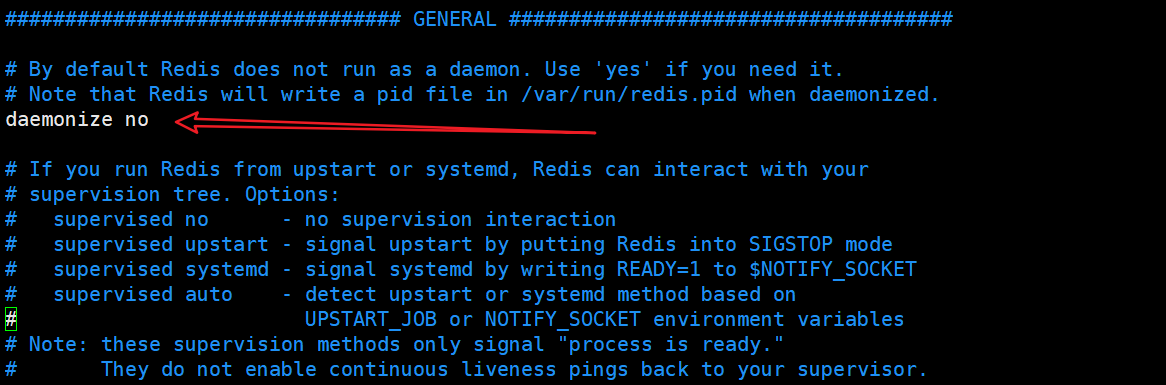 ################################# GENERAL #####################################
# By default Redis does not run as a daemon. Use 'yes' if you need it.
# Note that Redis will write a pid file in /var/run/redis.pid when daemonized.
daemonize no
# If you run Redis from upstart or systemd, Redis can interact with your
# supervision tree. Options:
#   supervised no      - no supervision interaction
#   supervised upstart - signal upstart by putting Redis into SIGSTOP mode
#   supervised systemd - signal systemd by writing READY=1 to $NOTIFY_SOCKET
#   supervised auto    - detect upstart or systemd method based on
#                        UPSTART_JOB or NOTIFY_SOCKET environment variables
# Note: these supervision methods only signal "process is ready."
#       They do not enable continuous liveness pings back to your supervisor.